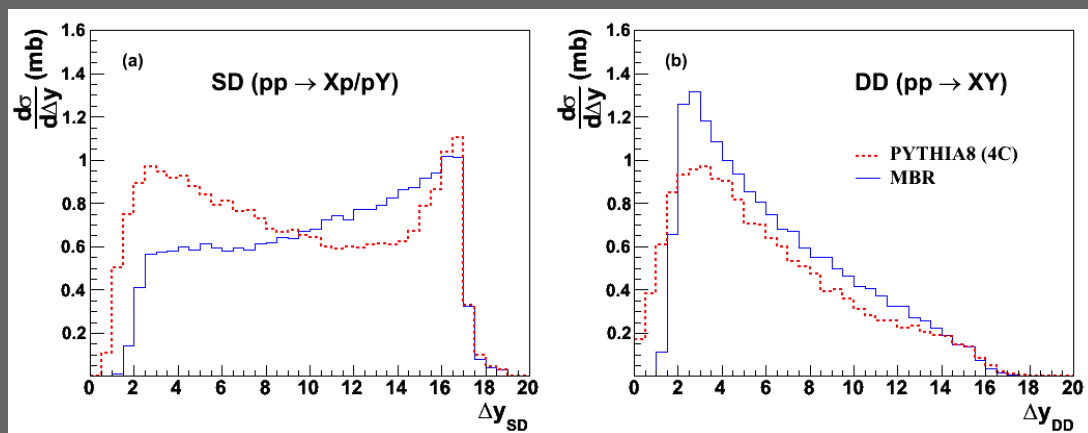 (a)
SD (pp → Xp/pY)
dσ/dΔy (mb)
1.6
1.4
1.2
1
0.8
0.6
0.4
0.2
0 2 4 6 8 10 12 14 16 18 20
Δy_SD
(b)
DD (pp → XY)
dσ/dΔy (mb)
1.6
1.4
1.2
1
0.8
0.6
0.4
0.2
PYTHIA8 (4C)
MBR
0 2 4 6 8 10 12 14 16 18 20
Δy_DD